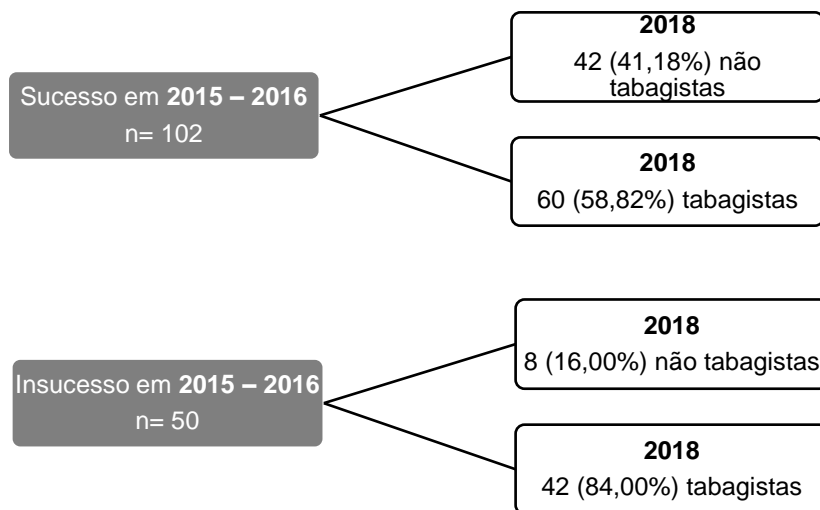 Sucesso em 2015 – 2016
n= 102
2018
42 (41,18%) não
tabagistas
2018
60 (58,82%) tabagistas
Insucesso em 2015 – 2016
n= 50
2018
8 (16,00%) não tabagistas
2018
42 (84,00%) tabagistas